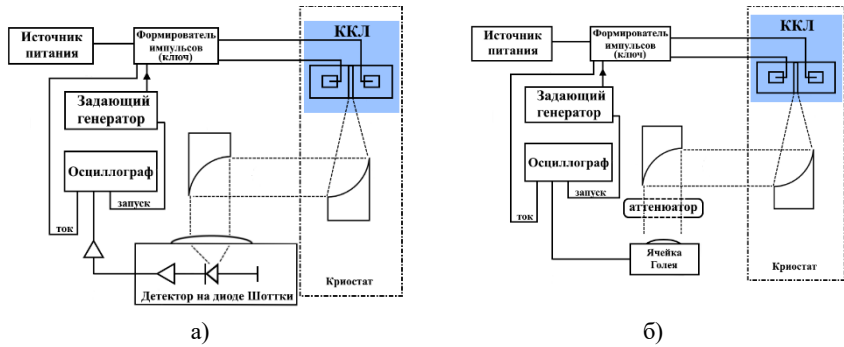 Источник
питания
Формирователь
импульсов
(ключ)
ККЛ
Задающий
генератор
Осциллограф
запуск
ток
Детектор на диоде Шоттки
Криостат
а)
Источник
питания
Формирователь
импульсов
(ключ)
ККЛ
Задающий
генератор
Осциллограф
запуск
ток
аттенюатор
Ячейка
Голея
Криостат
б)